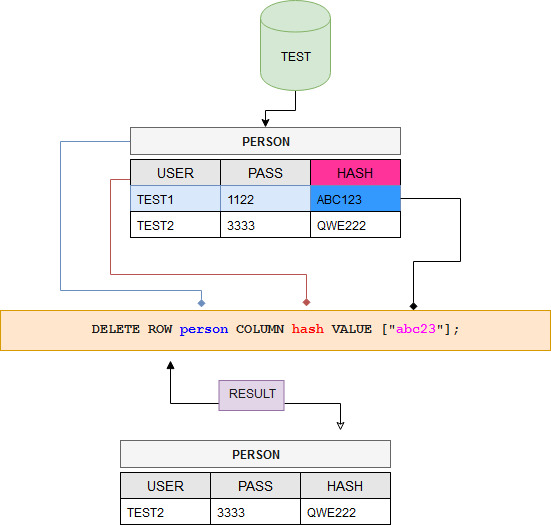 TEST
PERSON
USER PASS HASH
TEST1 1122 ABC123
TEST2 3333 QWE222
DELETE ROW person COLUMN hash VALUE ["abc23"];
RESULT
PERSON
USER PASS HASH
TEST2 3333 QWE222